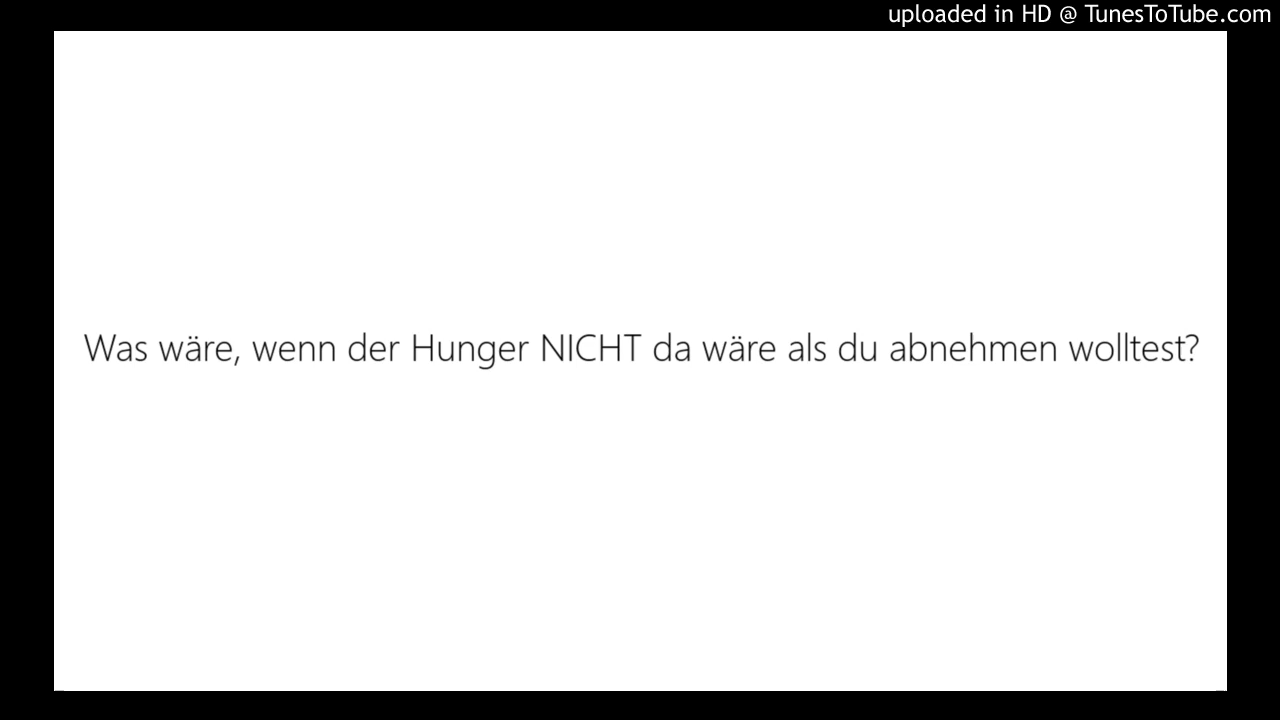 uploaded in HD @ TunesToTube.com
Was wäre, wenn der Hunger NICHT da wäre als du abnehmen wolltest?